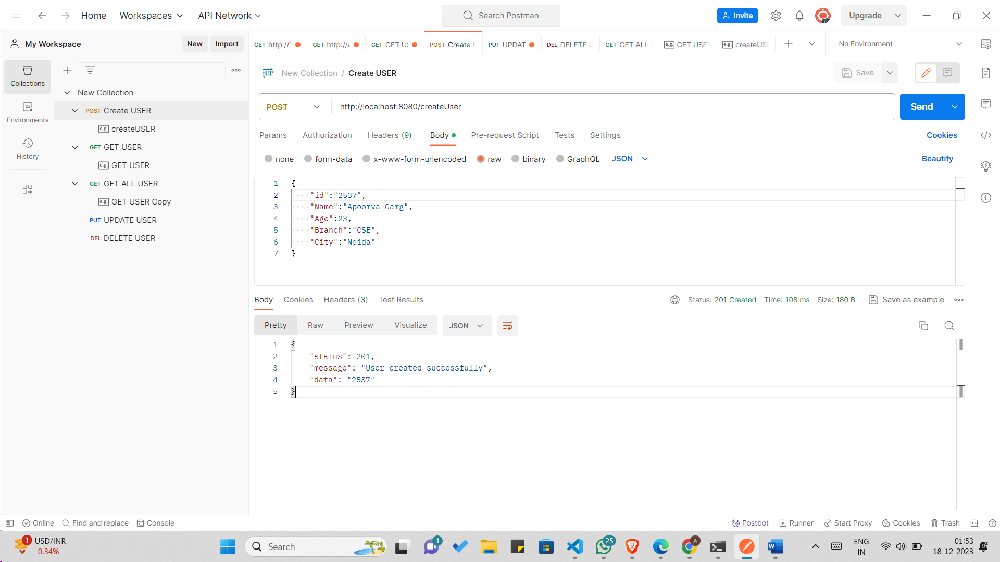 Home
Workspaces
API Network
Search Postman
Invite
Upgrade
My Workspace
New
Import
GET http://1
GET http://a
GET GET US
POST Create U
PUT UPDAT
DEL DELETE U
GET GET ALL
e.g. GET USER
e.g. createUSE
No Environment
Collections
Environments
History
New Collection
POST Create USER
e.g. createUSER
GET GET USER
e.g. GET USER
GET GET ALL USER
e.g. GET USER Copy
PUT UPDATE USER
DEL DELETE USER
HTTP New Collection / Create USER
Save
POST
http://localhost:8080/createUser
Send
Params
Authorization
Headers (9)
Body
Pre-request Script
Tests
Settings
Cookies
none
form-data
x-www-form-urlencoded
raw
binary
GraphQL
JSON
Beautify
1 {
2 "id":"2537",
3 "Name":"Apoorva Garg",
4 "Age":23,
5 "Branch":"CSE",
6 "City":"Noida"
7 }
Body
Cookies
Headers (3)
Test Results
Status: 201 Created
Time: 108 ms
Size: 180 B
Save as example
Pretty
Raw
Preview
Visualize
JSON
1 {
2 "status": 201,
3 "message": "User created successfully",
4 "data": "2537"
5 }
Online
Find and replace
Console
Postbot
Runner
Start Proxy
Cookies
Trash
1
USD/INR
-0.34%
Search
1
25
A
W
ENG
IN
01:53
18-12-2023